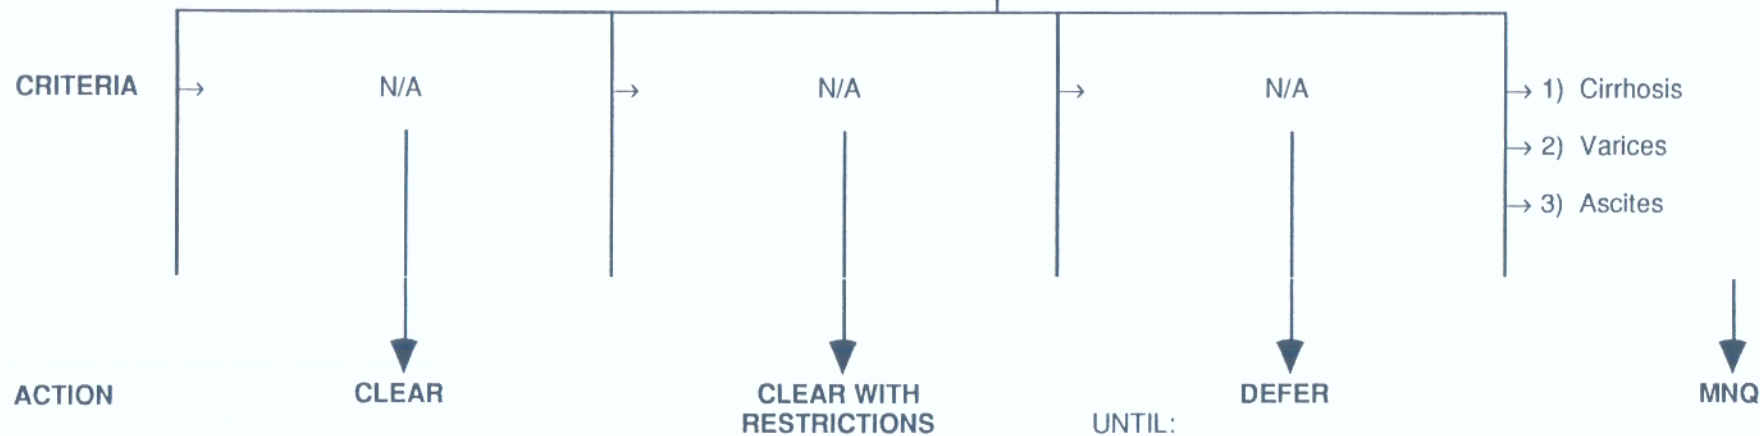 CRITERIA → N/A → N/A → N/A → 1) Cirrhosis
→ 2) Varices
→ 3) Ascites
ACTION CLEAR CLEAR WITH DEFER MNQ
RESTRICTIONS UNTIL: